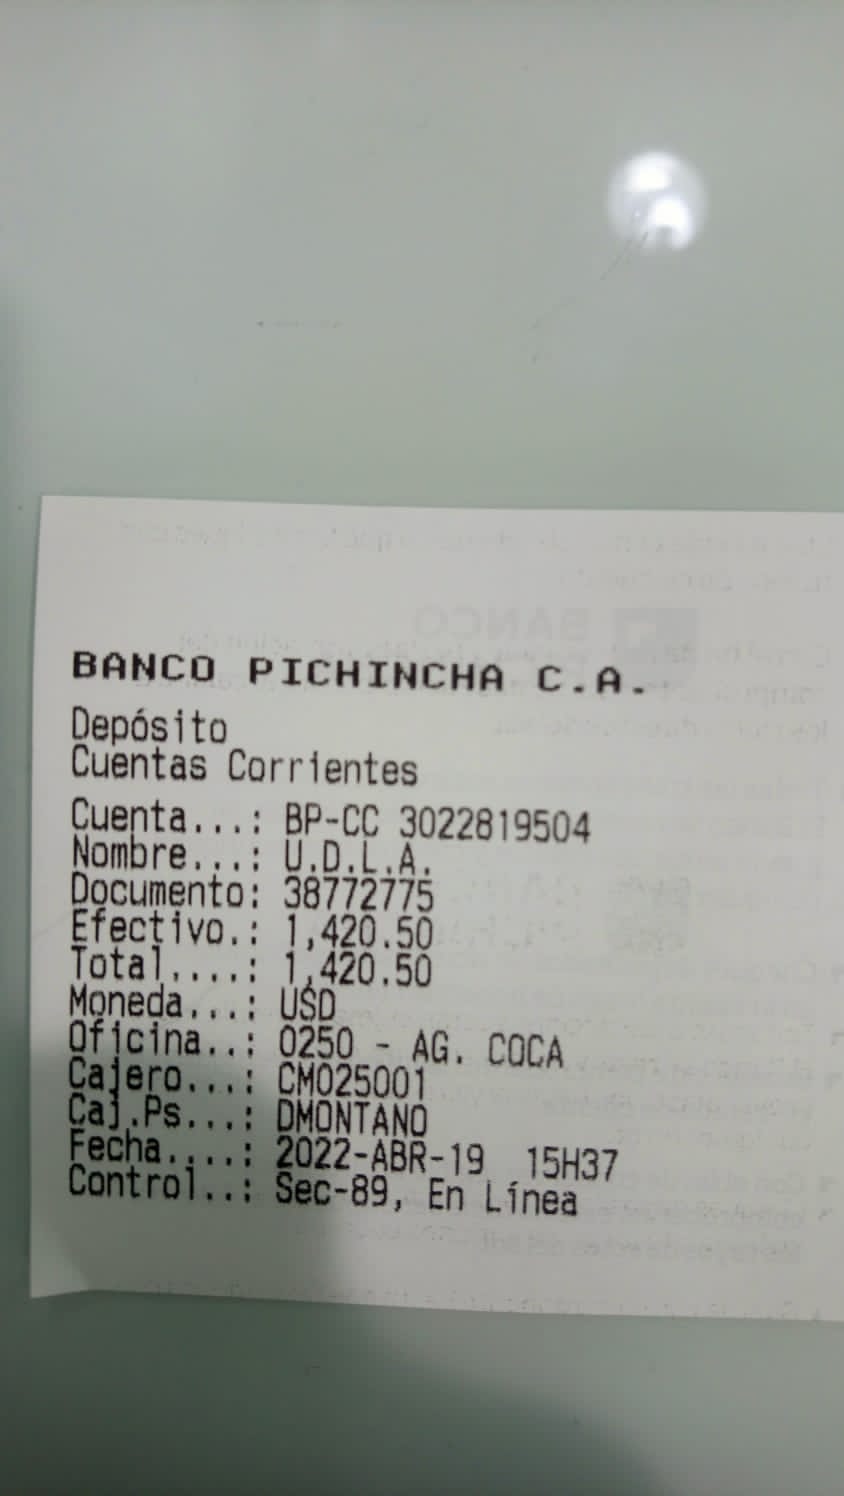 BANCO PICHINCHA C.A.
Depósito
Cuentas Corrientes
Cuenta...: BP-CC 3022819504
Nombre...: U.D.L.A.
Documento: 38772775
Efectivo.: 1,420.50
Total....: 1,420.50
Moneda...: USD
Oficina..: 0250 - AG. COCA
Cajero...: CM025001
Caj.Ps...: DMONTANO
Fecha....: 2022-ABR-19 15H37
Control..: Sec-89, En Línea